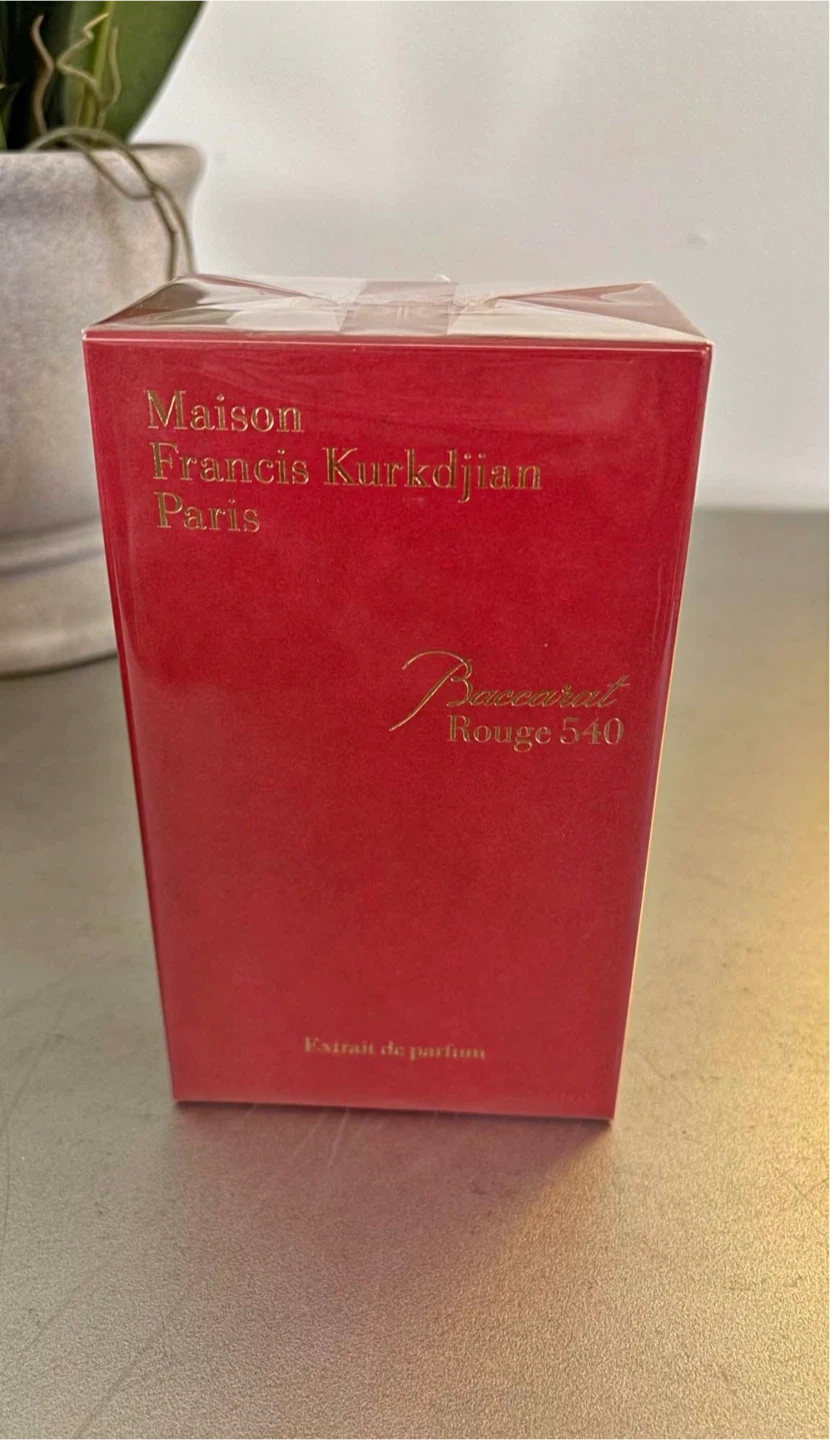 Maison
Francis Kurkdjian
Paris
Baccarat
Rouge 540
Extrait de parfum